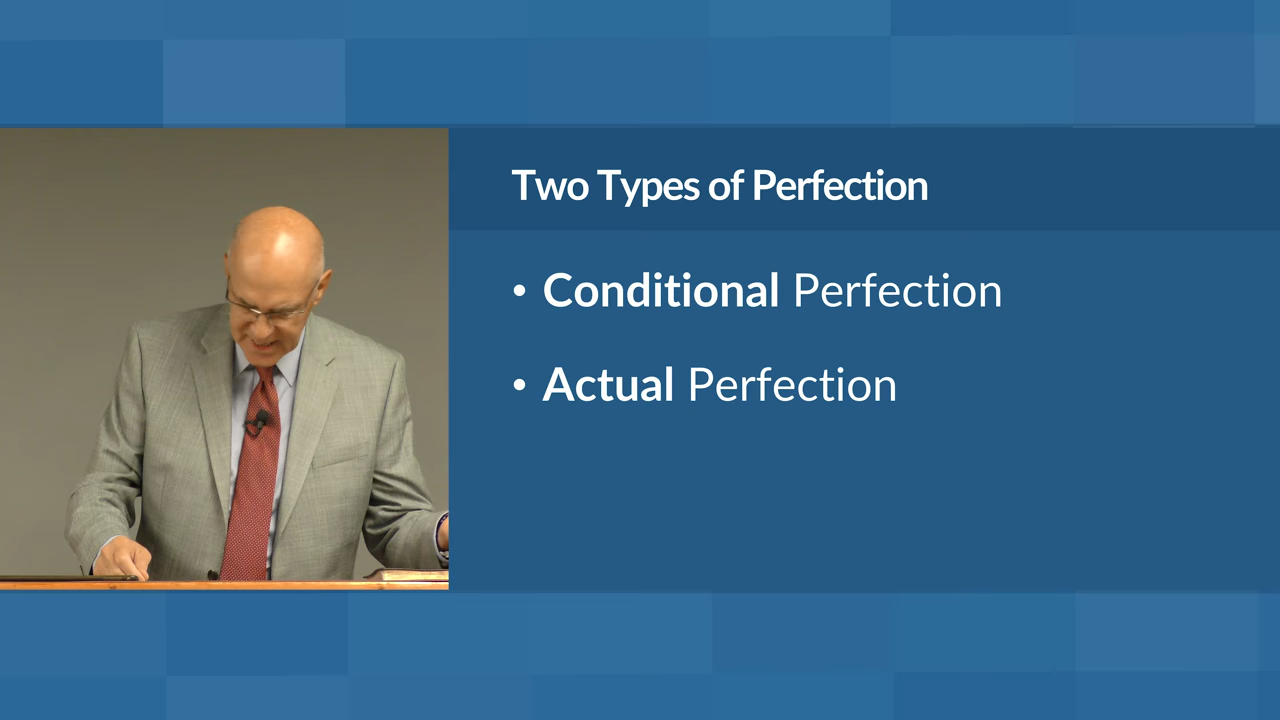 Two Types of Perfection
• Conditional Perfection
• Actual Perfection